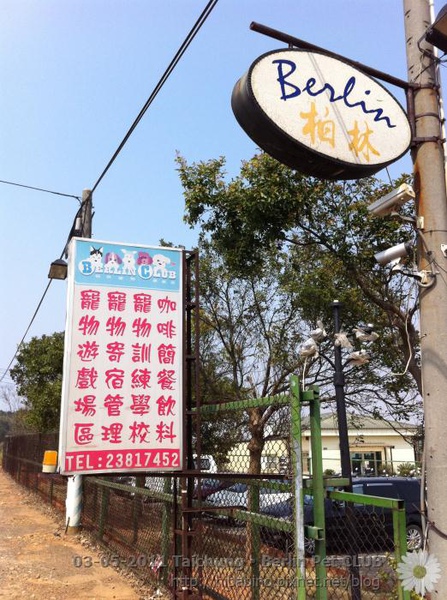 Berlin
柏林
BERLIN CLUB
咖啡簡餐飲料
寵物訓練學校
寵物寄宿管理
寵物遊戲場區
TEL:23817452
03-05-2011 Taichung - Berlin Pet CLUB